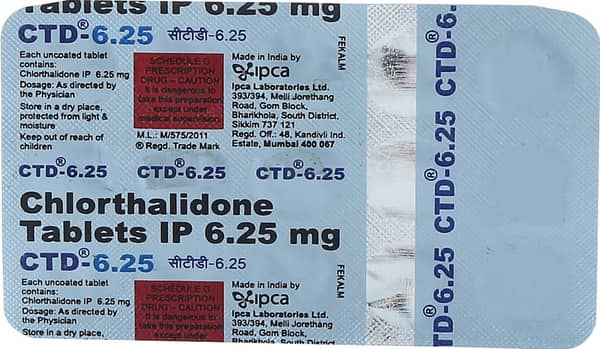 Tablets IP 6.25 mg
CTD®-6.25 सीटीडी-6.25
Each uncoated tablet
contains:
Chlorthalidone IP 6.25 mg
Dosage: As directed by
the Physician
Store in a dry place,
protected from light &
moisture
Keep out of reach of
children
SCHEDULE G
PRESCRIPTION
DRUG – CAUTION
It is dangerous to
take this preparation
except under
medical supervision
M.L.: M/575/2011
® Regd. Trade Mark
Made in India by
ipca
Ipca Laboratories Ltd.
393/394, Melli Jorethang
Road, Gom Block,
Bharikhola, South District,
Sikkim 737 121
Regd. Off.: 48, Kandivli Ind.
Estate, Mumbai 400 067
FEKALM
CTD®-6.25 CTD®-6.25 CTD®-6.25
Chlorthalidone
Tablets IP 6.25 mg
CTD®-6.25 सीटीडी-6.25
Each uncoated tablet
contains:
Chlorthalidone IP 6.25 mg
Dosage: As directed by
the Physician
Store in a dry place,
SCHEDULE G
PRESCRIPTION
DRUG – CAUTION
It is dangerous to
take this preparation
except under
Made in India by
ipca
Ipca Laboratories Ltd.
393/394, Melli Jorethang
Road, Gom Block,
Bharikhola, South District,
FEKALM
CTD®-6.25 CTD®-6.25 CTD®-6.25